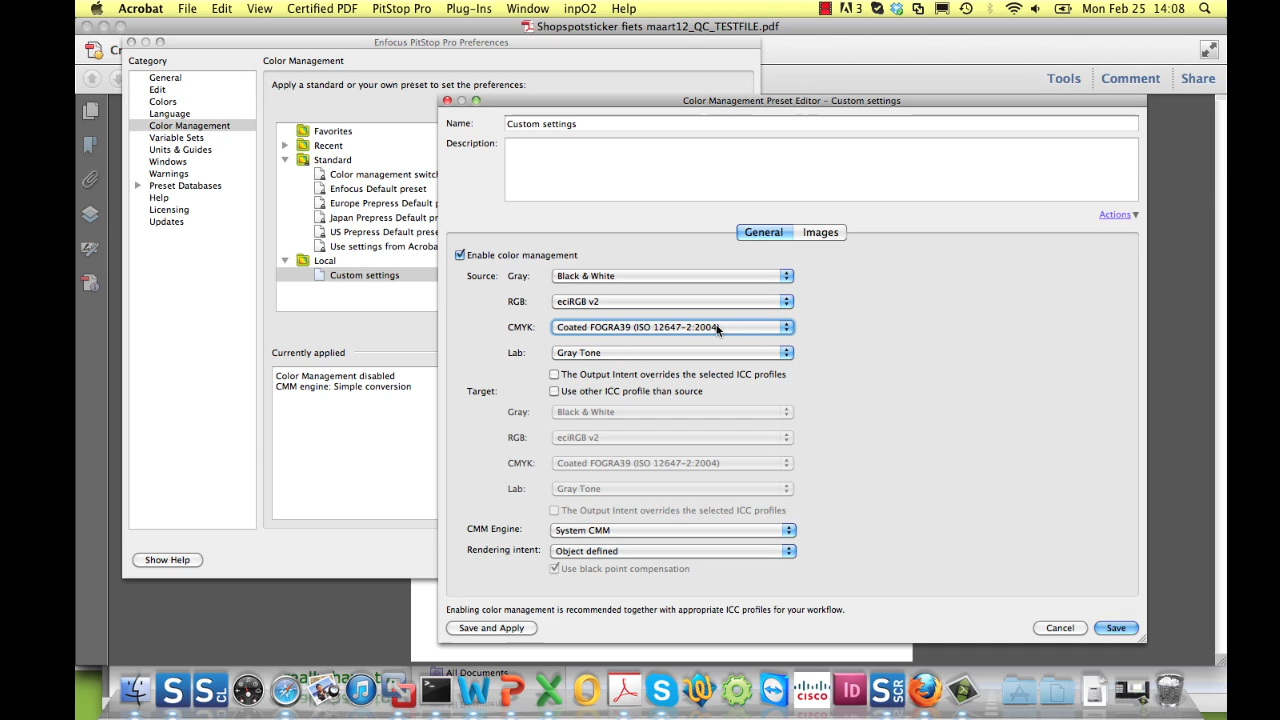 Acrobat File Edit View Certified PDF PitStop Pro Plug-Ins Window inpO2 Help 3 Mon Feb 25 14:08
Shopspotsticker fiets maart12_QC_TESTFILE.pdf
Cr
Tools Comment Share
Enfocus PitStop Pro Preferences
Category
General
Edit
Colors
Language
Color Management
Variable Sets
Units & Guides
Windows
Warnings
Preset Databases
Help
Licensing
Updates
Show Help
Color Management
Apply a standard or your own preset to set the preferences:
Favorites
Recent
Standard
Color management switc
Enfocus Default preset
Europe Prepress Default p
Japan Prepress Default pr
US Prepress Default prese
Use settings from Acroba
Local
Custom settings
Currently applied
Color Management disabled
CMM engine: Simple conversion
Color Management Preset Editor - Custom settings
Name: Custom settings
Description:
Actions
General Images
Enable color management
Source: Gray: Black & White
RGB: eciRGB v2
CMYK: Coated FOGRA39 (ISO 12647-2:2004)
Lab: Gray Tone
The Output Intent overrides the selected ICC profiles
Target: Use other ICC profile than source
Gray: Black & White
RGB: eciRGB v2
CMYK: Coated FOGRA39 (ISO 12647-2:2004)
Lab: Gray Tone
The Output Intent overrides the selected ICC profiles
CMM Engine: System CMM
Rendering intent: Object defined
Use black point compensation
Enabling color management is recommended together with appropriate ICC profiles for your workflow.
Save and Apply Cancel Save
All Documents
S S CL W P X O S cisco ID SCR